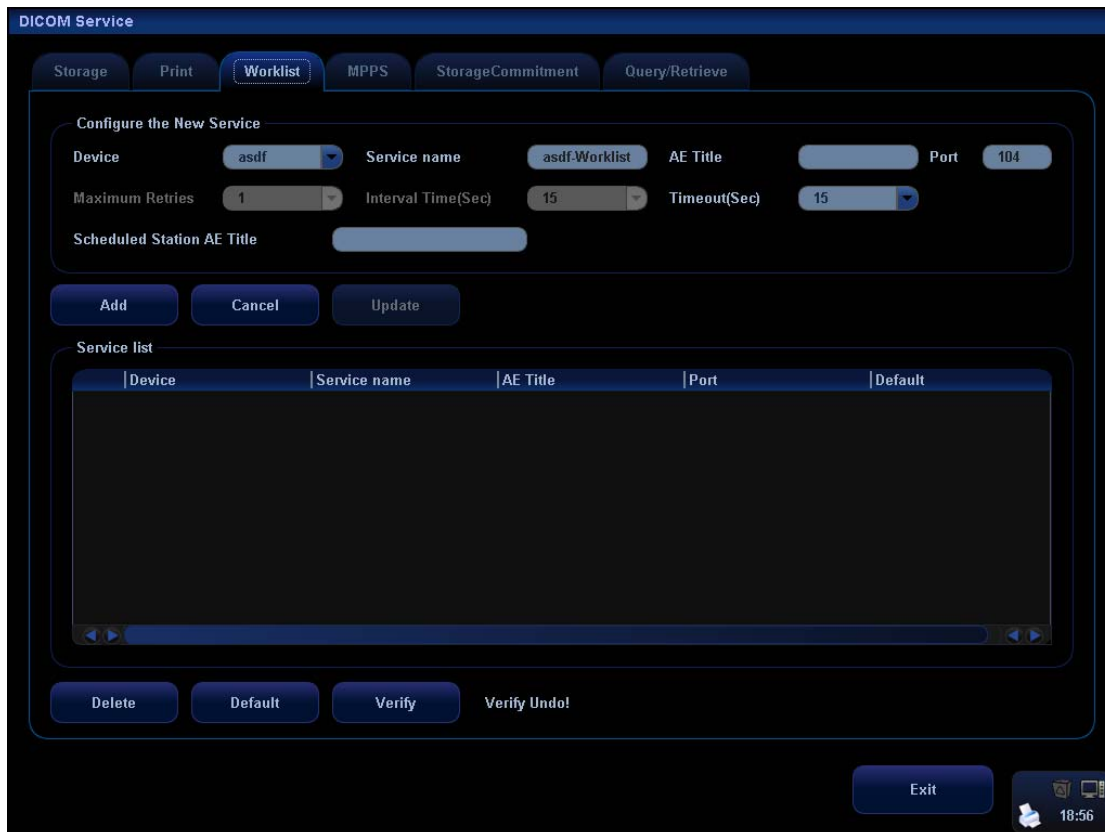 DICOM Service
Storage Print Worklist MPPS StorageCommitment Query/Retrieve
Configure the New Service
Device asdf Service name asdf-Worklist AE Title Port 104
Maximum Retries 1 Interval Time(Sec) 15 Timeout(Sec) 15
Scheduled Station AE Title
Add Cancel Update
Service list
Device Service name AE Title Port Default
Delete Default Verify Verify Undo!
Exit
18:56